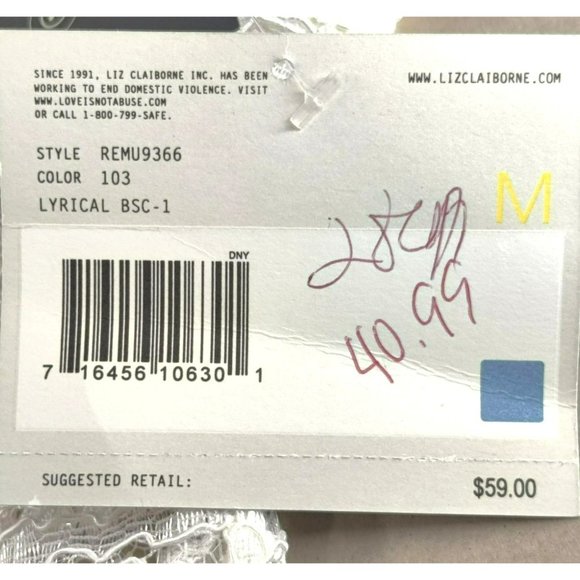 SINCE 1991, LIZ CLAIBORNE INC. HAS BEEN
WORKING TO END DOMESTIC VIOLENCE. VISIT
WWW.LOVEISNOTABUSE.COM
OR CALL 1-800-799-SAFE.
WWW.LIZCLAIBORNE.COM
STYLE REMU9366
COLOR 103
LYRICAL BSC-1
M
DNY
40.99
7 16456 10630 1
SUGGESTED RETAIL:
$59.00